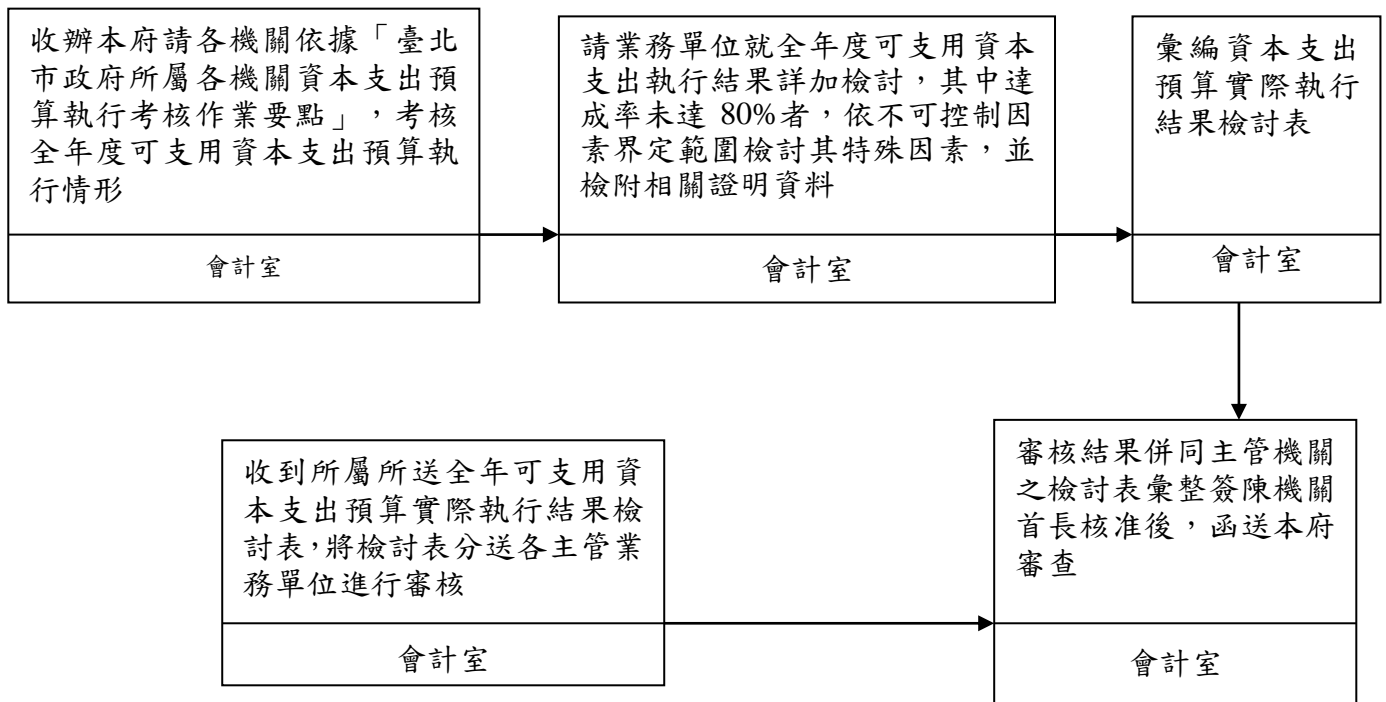 收辦本府請各機關依據「臺北
市政府所屬各機關資本支出預
算執行考核作業要點」，考核
全年度可支用資本支出預算執
行情形
會計室
請業務單位就全年度可支用資本
支出執行結果詳加檢討，其中達
成率未達 80%者，依不可控制因
素界定範圍檢討其特殊因素，並
檢附相關證明資料
會計室
彙編資本支出
預算實際執行
結果檢討表
會計室
收到所屬所送全年可支用資
本支出預算實際執行結果檢
討表，將檢討表分送各主管業
務單位進行審核
會計室
審核結果併同主管機關
之檢討表彙整簽陳機關
首長核准後，函送本府
審查
會計室